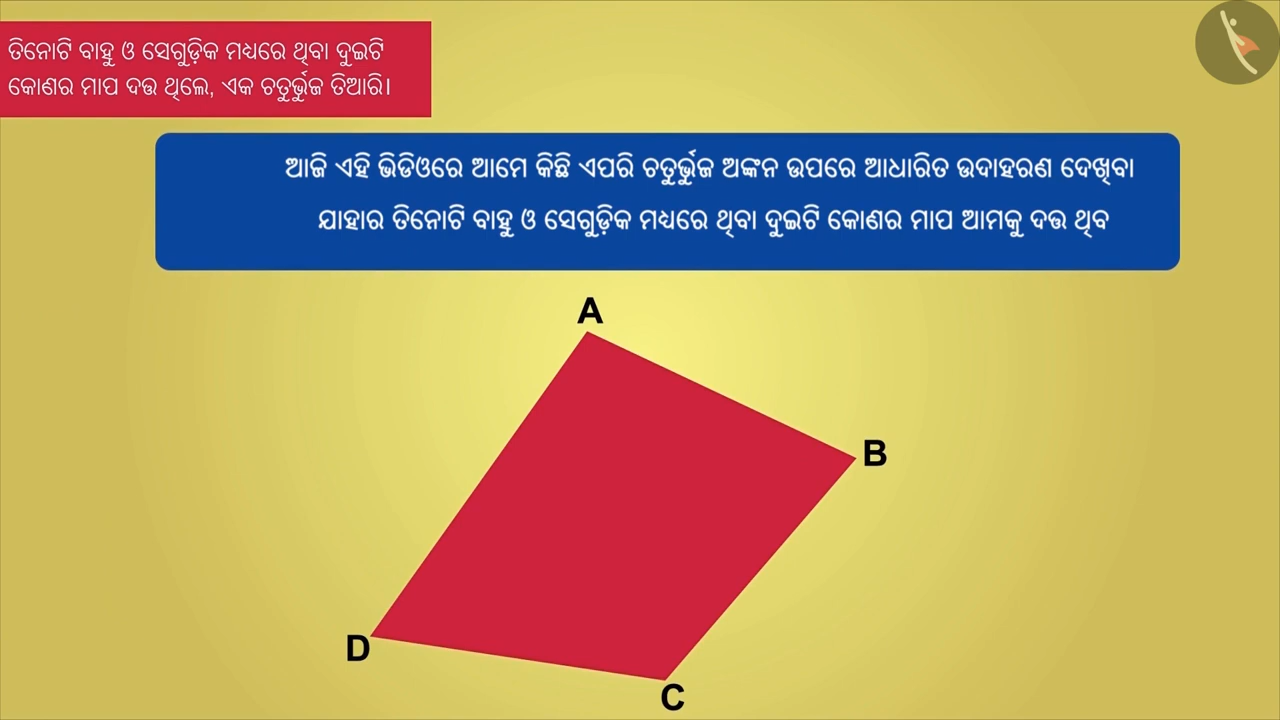 ତିନୋଟି ବାହୁ ଓ ସେଗୁଡ଼ିକ ମଧ୍ୟରେ ଥିବା ଦୁଇଟି
କୋଣର ମାପ ଦତ୍ତ ଥିଲେ, ଏକ ଚତୁର୍ଭୁଜ ତିଆରି।
ଆଜି ଏହି ଭିଡିଓରେ ଆମେ କିଛି ଏପରି ଚତୁର୍ଭୁଜ ଅଙ୍କନ ଉପରେ ଆଧାରିତ ଉଦାହରଣ ଦେଖିବା
ଯାହାର ତିନୋଟି ବାହୁ ଓ ସେଗୁଡ଼ିକ ମଧ୍ୟରେ ଥିବା ଦୁଇଟି କୋଣର ମାପ ଆମକୁ ଦତ୍ତ ଥିବ
A
B
D
C